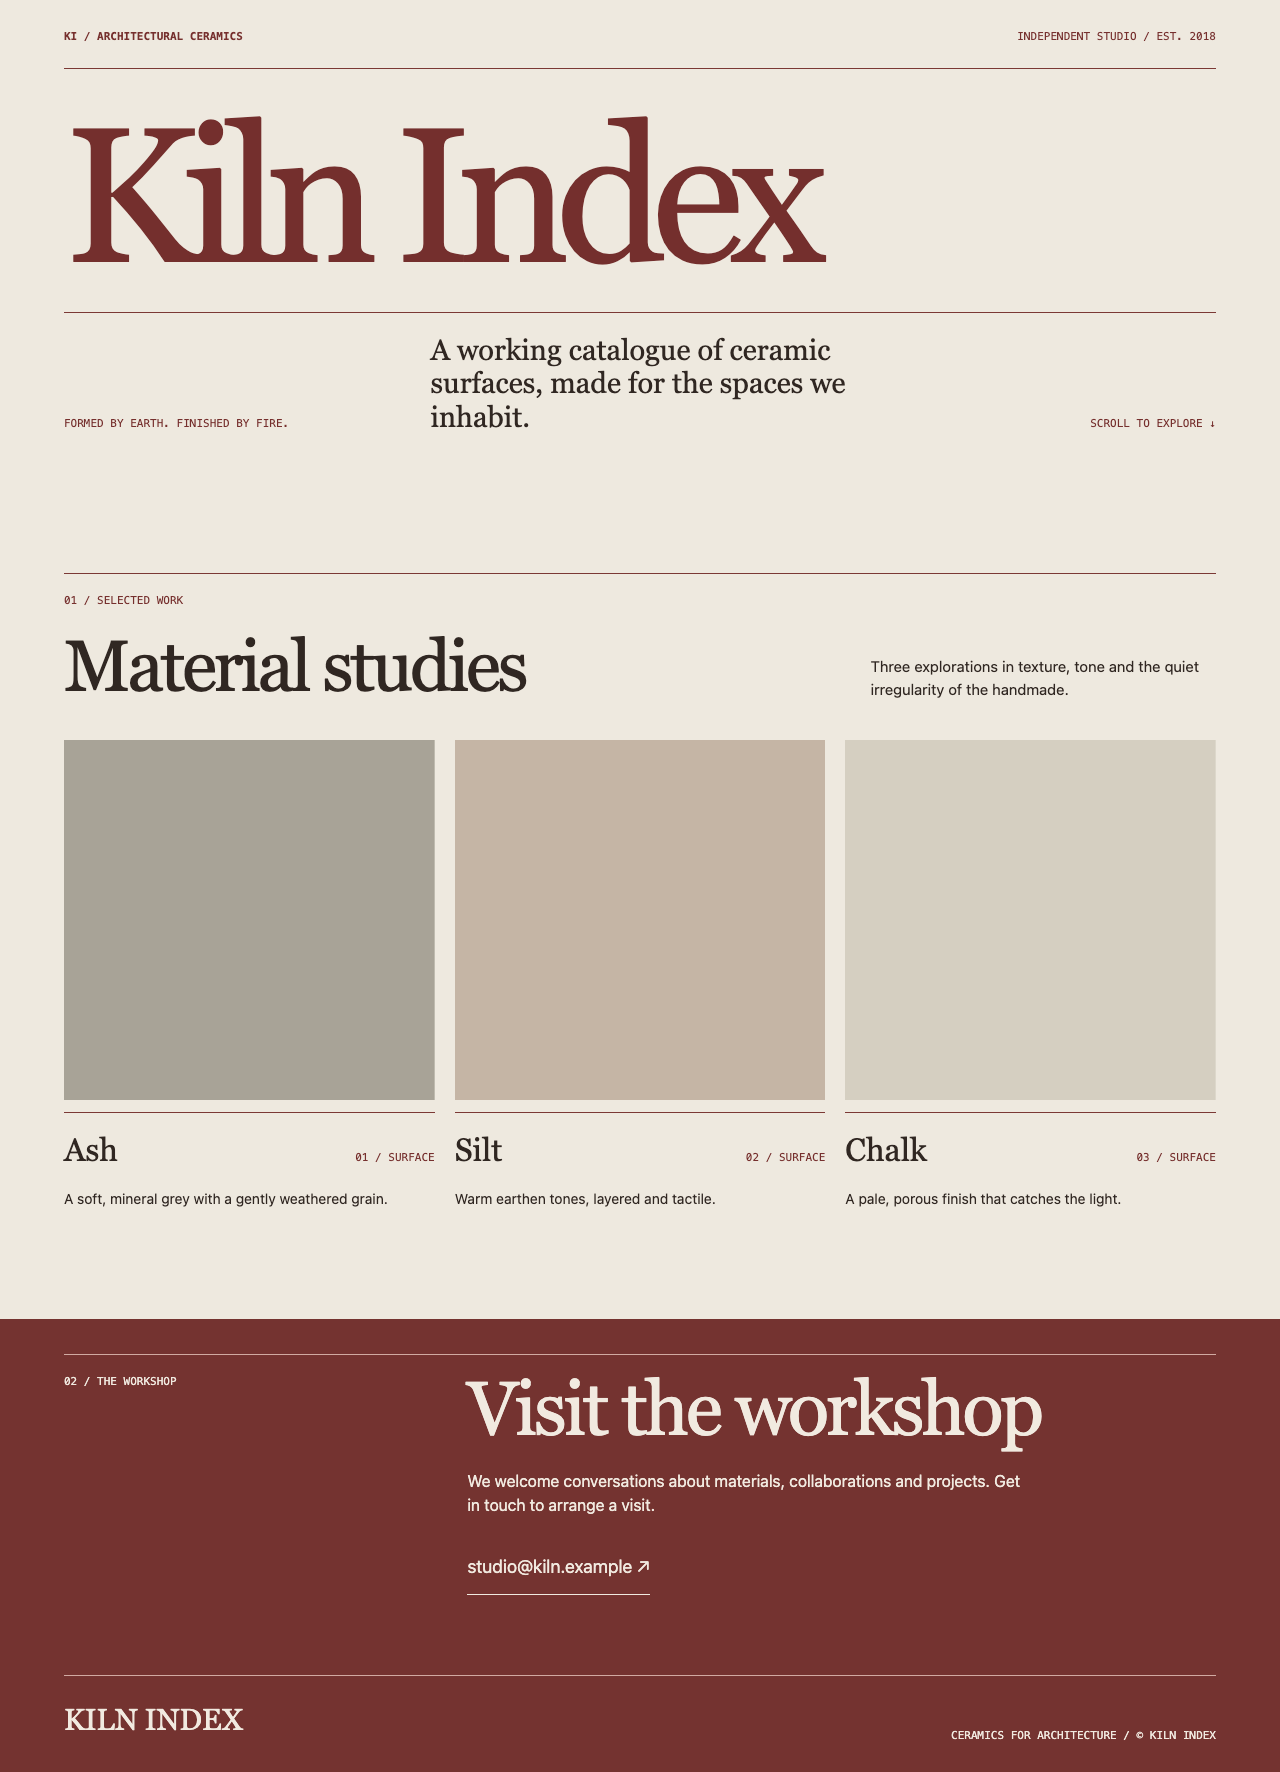 KI / ARCHITECTURAL CERAMICS
INDEPENDENT STUDIO / EST. 2018
Kiln Index
A working catalogue of ceramic
surfaces, made for the spaces we
inhabit.
FORMED BY EARTH. FINISHED BY FIRE.
SCROLL TO EXPLORE ↓
01 / SELECTED WORK
Material studies
Three explorations in texture, tone and the quiet
irregularity of the handmade.
Ash
01 / SURFACE
A soft, mineral grey with a gently weathered grain.
Silt
02 / SURFACE
Warm earthen tones, layered and tactile.
Chalk
03 / SURFACE
A pale, porous finish that catches the light.
02 / THE WORKSHOP
Visit the workshop
We welcome conversations about materials, collaborations and projects. Get
in touch to arrange a visit.
studio@kiln.example ↗
KILN INDEX
CERAMICS FOR ARCHITECTURE / © KILN INDEX